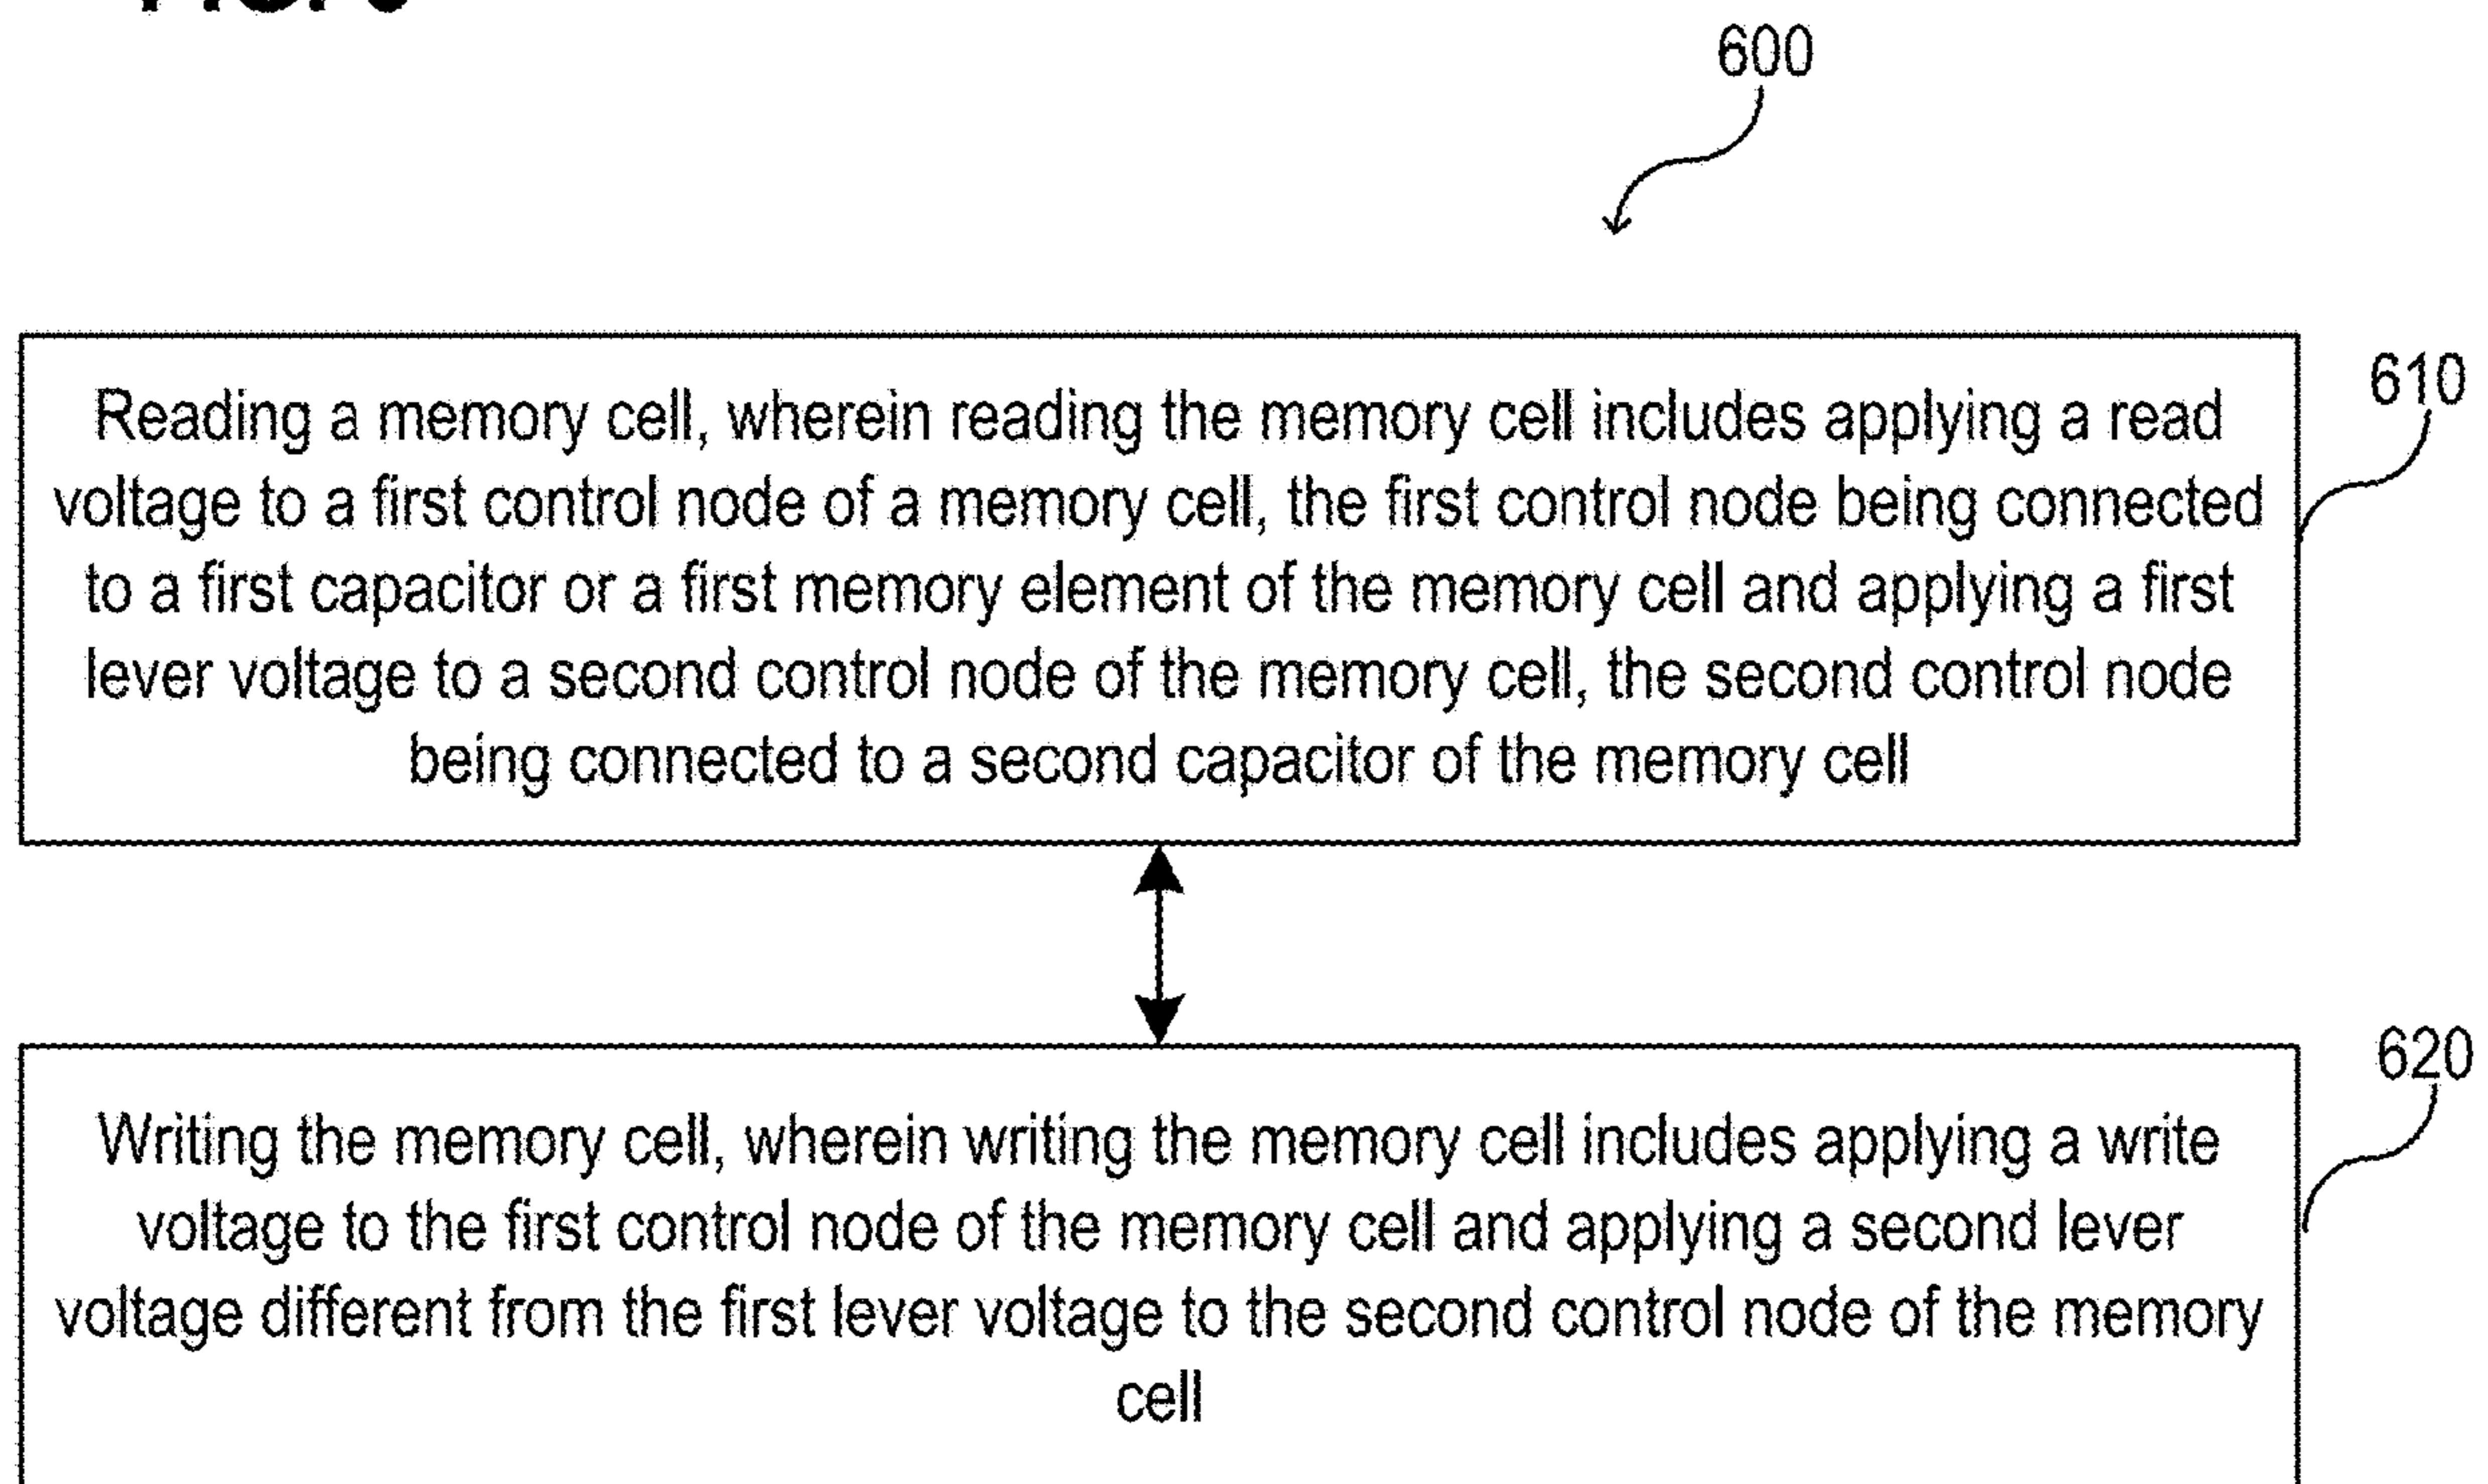 600
610
Reading a memory cell, wherein reading the memory cell includes applying a read
voltage to a first control node of a memory cell, the first control node being connected
to a first capacitor or a first memory element of the memory cell and applying a first
lever voltage to a second control node of the memory cell, the second control node
being connected to a second capacitor of the memory cell
620
Writing the memory cell, wherein writing the memory cell includes applying a write
voltage to the first control node of the memory cell and applying a second lever
voltage different from the first lever voltage to the second control node of the memory
cell